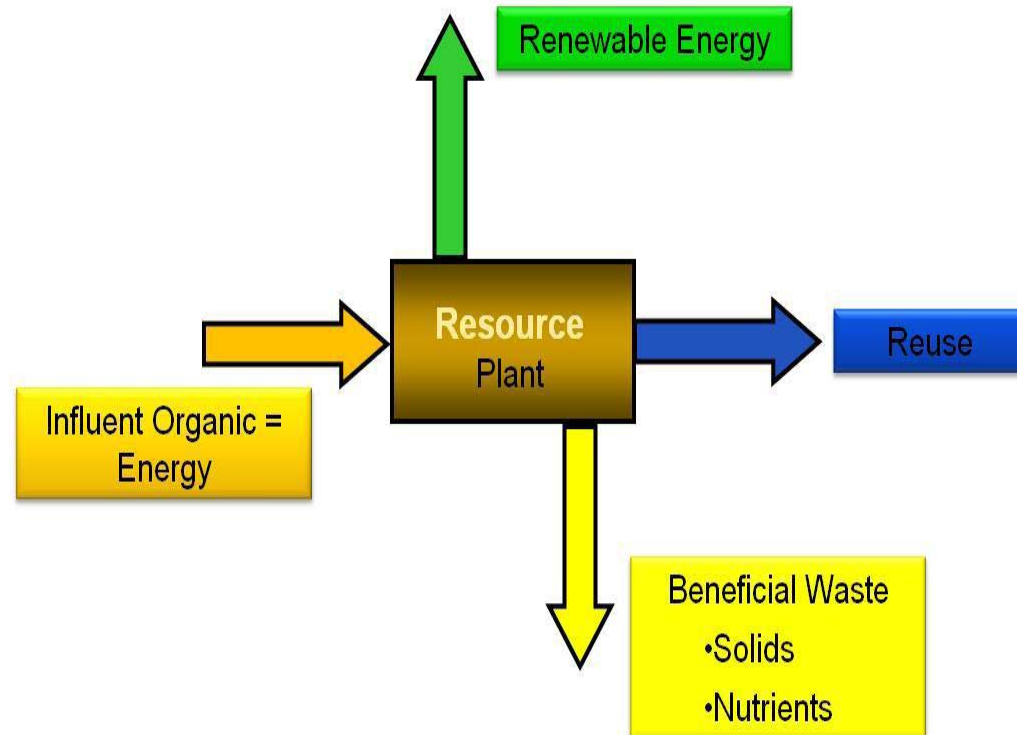 Renewable Energy
Resource
Plant
Reuse
Influent Organic =
Energy
Beneficial Waste
•Solids
•Nutrients